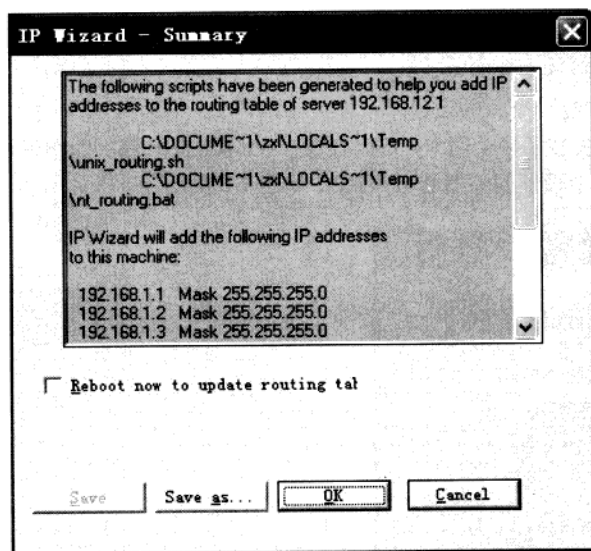 IP Wizard - Summary
The following scripts have been generated to help you add IP
addresses to the routing table of server 192.168.12.1
C:\DOCUME~1\zxl\LOCALS~1\Temp
\unix_routing.sh
C:\DOCUME~1\zxl\LOCALS~1\Temp
\nt_routing.bat
IP Wizard will add the following IP addresses
to this machine:
192.168.1.1 Mask 255.255.255.0
192.168.1.2 Mask 255.255.255.0
192.168.1.3 Mask 255.255.255.0
Reboot now to update routing tal
Save
Save as...
OK
Cancel